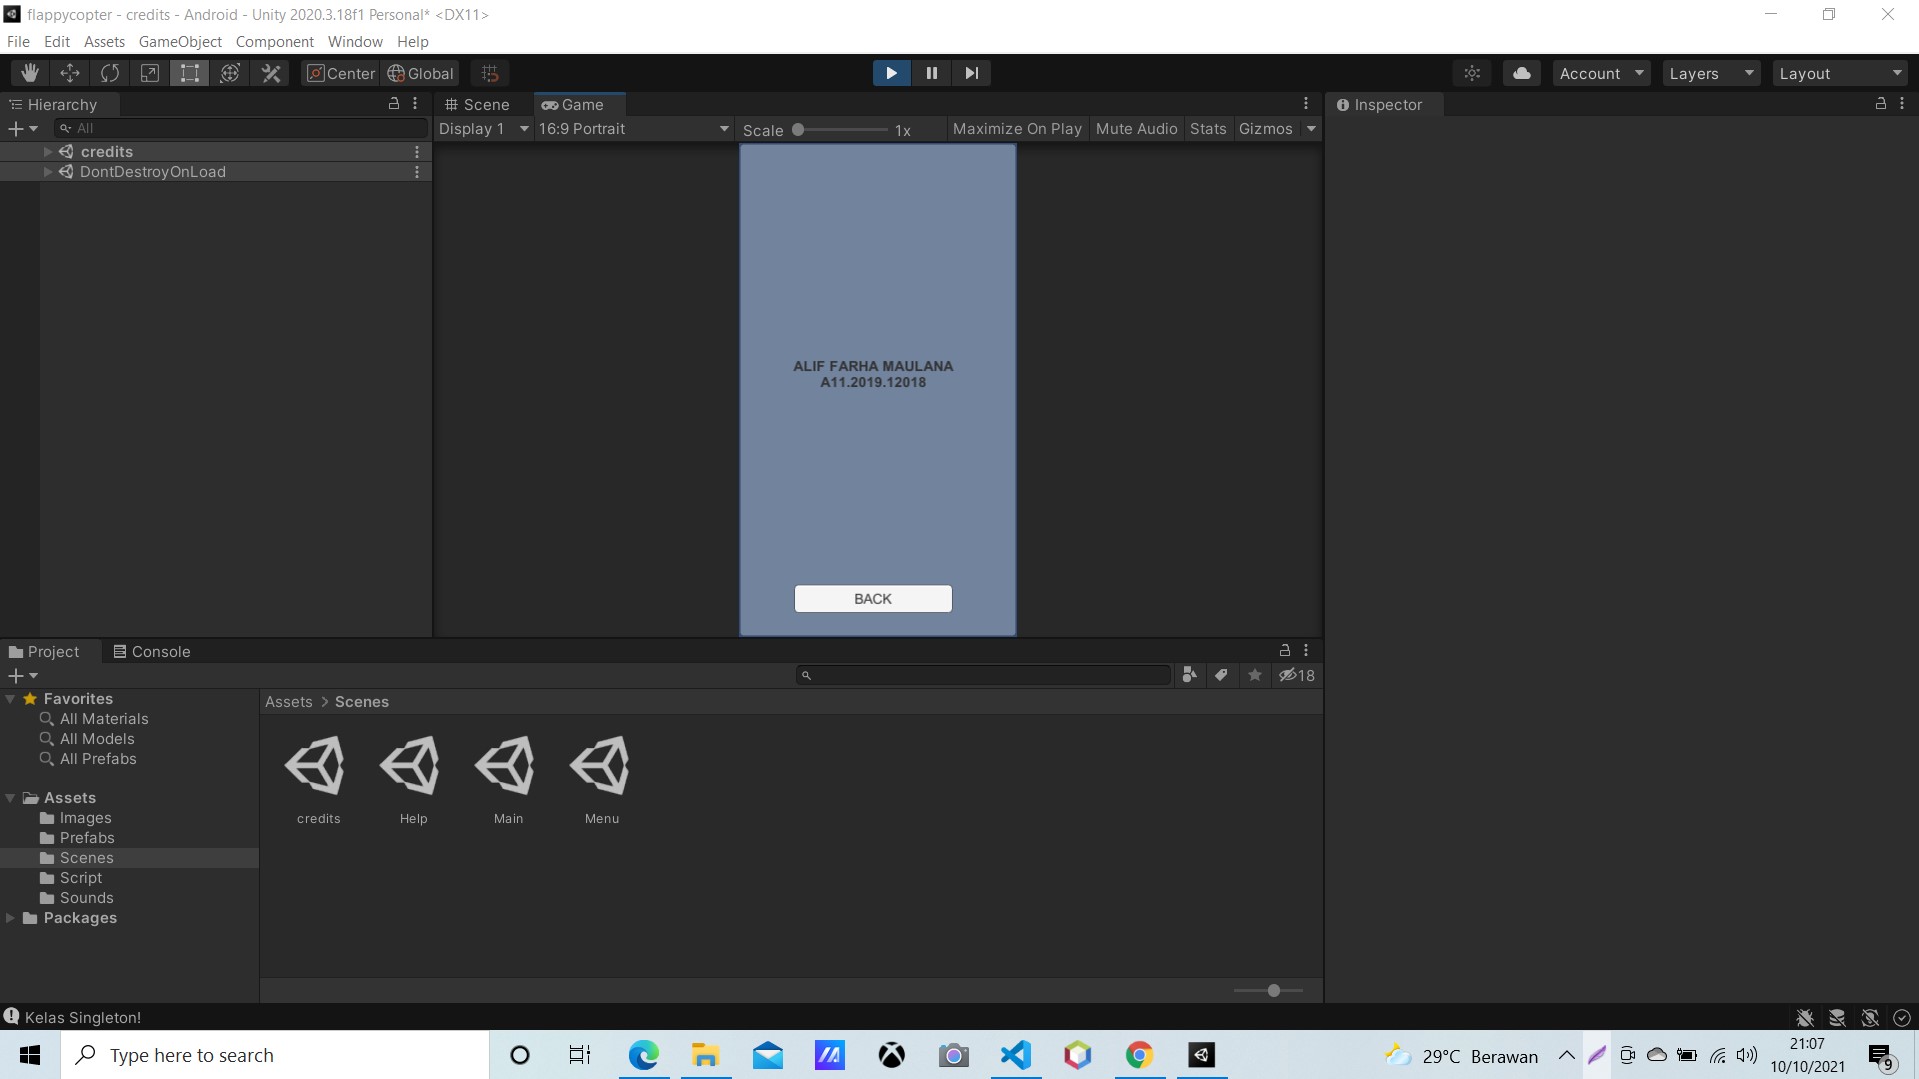 flappycopter - credits - Android - Unity 2020.3.18f1 Personal* <DX11>
File Edit Assets GameObject Component Window Help
Center Global
Account Layers Layout
Hierarchy
All
credits
DontDestroyOnLoad
Scene Game
Display 1 16:9 Portrait Scale 1x Maximize On Play Mute Audio Stats Gizmos
ALIF FARHA MAULANA
A11.2019.12018
BACK
Inspector
Project Console
18
Favorites
All Materials
All Models
All Prefabs
Assets
Images
Prefabs
Scenes
Script
Sounds
Packages
Assets > Scenes
credits Help Main Menu
Kelas Singleton!
Type here to search
29°C Berawan
21:07
10/10/2021
9